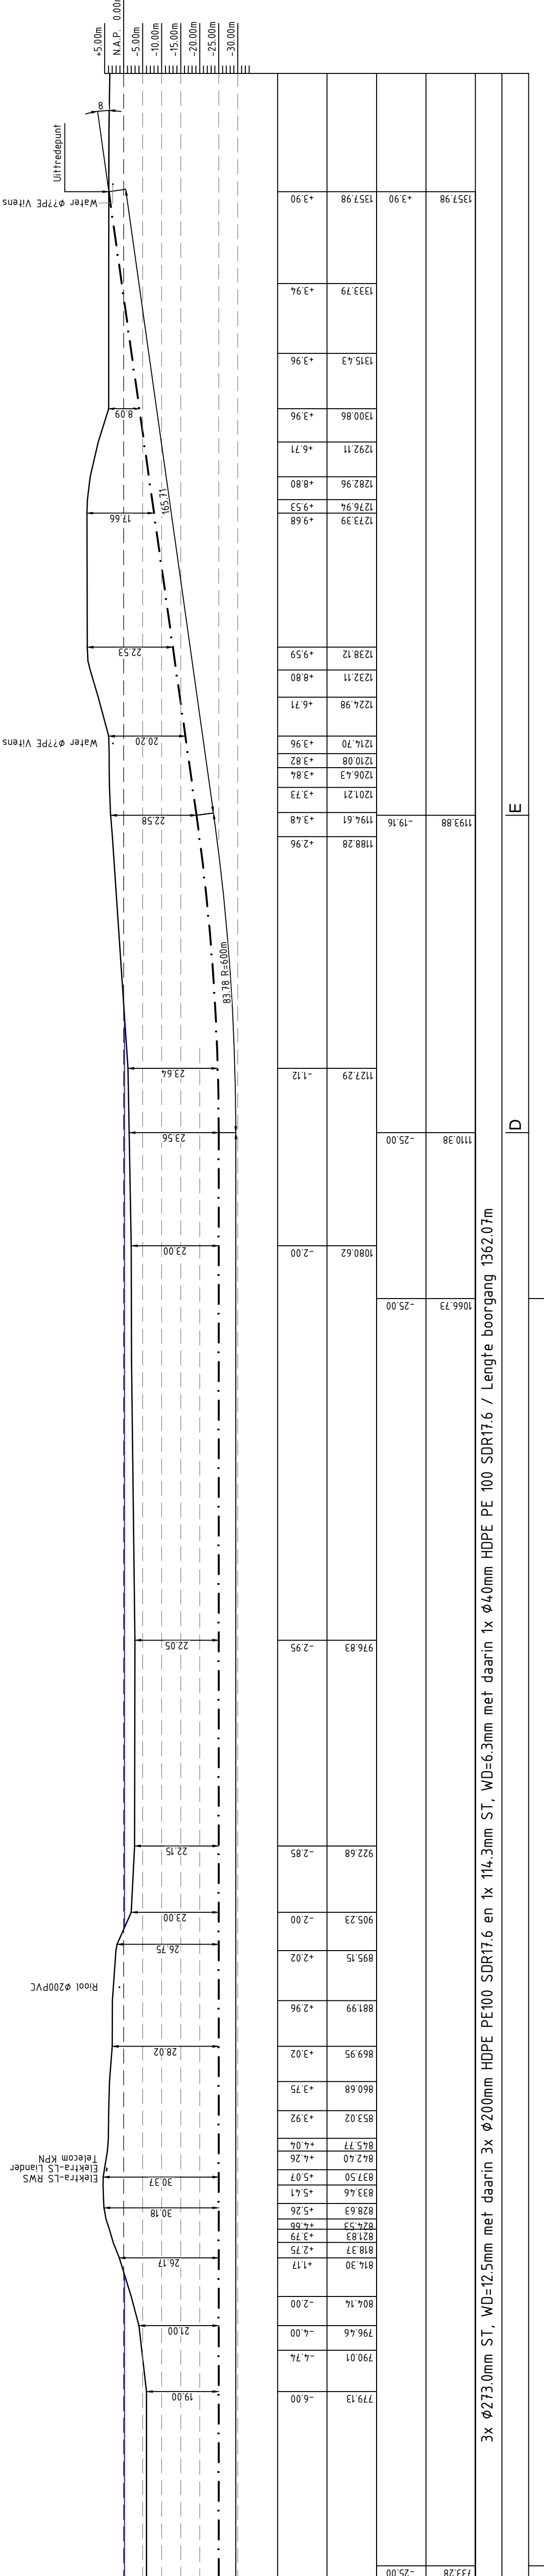 +5.00m
N.A.P. 0.00m
-5.00m
-10.00m
-15.00m
-20.00m
-25.00m
-30.00m
8
Uittredepunt
Water ø??PE Vitens
8.09
17.66
165.71
22.53
20.20
Water ø??PE Vitens
22.58
83.78 R=600m
23.64
23.56
23.00
22.05
22.15
23.00
26.75
Riool ø200PVC
28.02
Telecom KPN
Elektra-LS Liander
Elektra-LS RWS
30.37
30.18
26.17
21.00
19.00
+3.90 1357.98 +3.90 1357.98
+3.94 1333.79
+3.96 1315.43
+3.96 1300.86
+6.71 1292.11
+8.80 1282.96
+9.53 1276.94
+9.68 1273.39
+9.59 1238.12
+8.80 1232.11
+6.71 1224.98
+3.96 1214.70
+3.82 1210.08
+3.84 1206.43
+3.73 1201.21
+3.48 1194.61 -19.16 1193.88
+2.96 1188.28
-1.12 1127.29
-25.00 1110.38
-2.00 1080.62
-25.00 1066.73
-2.95 976.83
-2.85 922.68
-2.00 905.23
+2.02 895.15
+2.96 881.99
+3.02 869.95
+3.75 860.68
+3.92 853.02
+4.04 845.77
+4.26 842.40
+5.07 837.50
+5.41 833.46
+5.26 828.63
+4.66 824.53
+3.79 821.83
+2.75 818.37
+1.17 814.30
-2.00 804.14
-4.00 796.46
-4.74 790.01
-6.00 779.13
-25.00 733.28
E
D
3x ø273.0mm ST, WD=12.5mm met daarin 3x ø200mm HDPE PE100 SDR17.6 en 1x 114.3mm ST, WD=6.3mm met daarin 1x ø40mm HDPE PE 100 SDR17.6 / Lengte boorgang 1362.07m